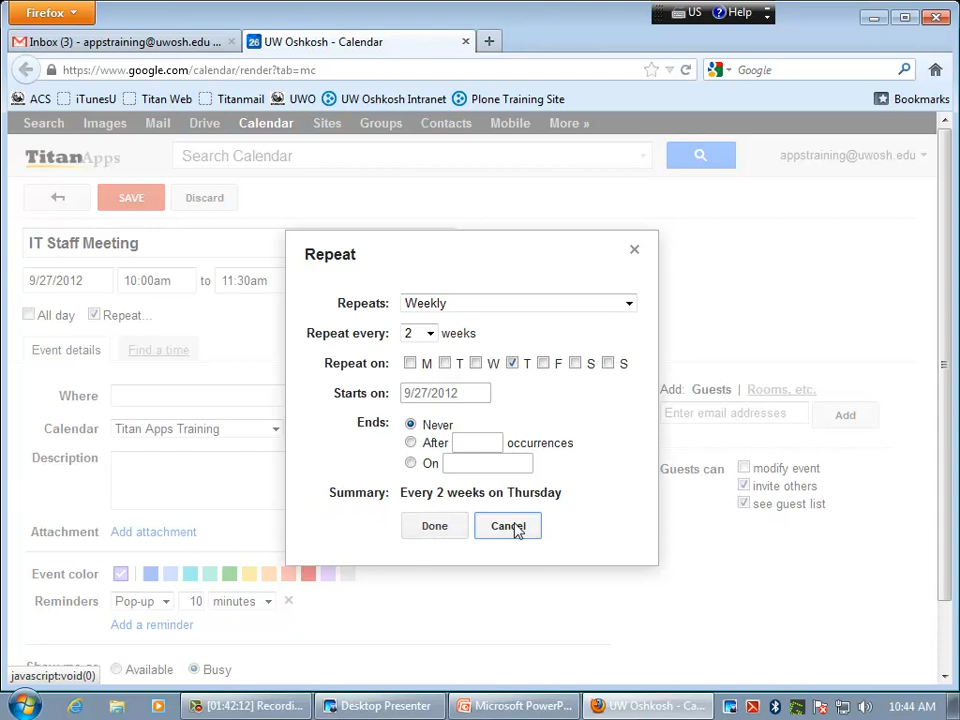 Firefox
US Help
Inbox (3) - appstraining@uwosh.edu ...
26 UW Oshkosh - Calendar
https://www.google.com/calendar/render?tab=mc
Google
ACS iTunesU Titan Web Titanmail UWO UW Oshkosh Intranet Plone Training Site Bookmarks
Search Images Mail Drive Calendar Sites Groups Contacts Mobile More »
TitanApps
Search Calendar
appstraining@uwosh.edu
SAVE Discard
IT Staff Meeting
9/27/2012 10:00am to 11:30am
All day Repeat...
Event details Find a time
Where
Calendar Titan Apps Training
Description
Attachment Add attachment
Event color
Reminders Pop-up 10 minutes
Add a reminder
Available Busy
Repeat
Repeats: Weekly
Repeat every: 2 weeks
Repeat on: M T W T F S S
Starts on: 9/27/2012
Ends: Never
After occurrences
On
Summary: Every 2 weeks on Thursday
Done Cancel
Add: Guests | Rooms, etc.
Enter email addresses Add
Guests can modify event
invite others
see guest list
javascript:void(0)
[01:42:12] Recordi...
Desktop Presenter
Microsoft PowerP...
UW Oshkosh - Ca...
10:44 AM